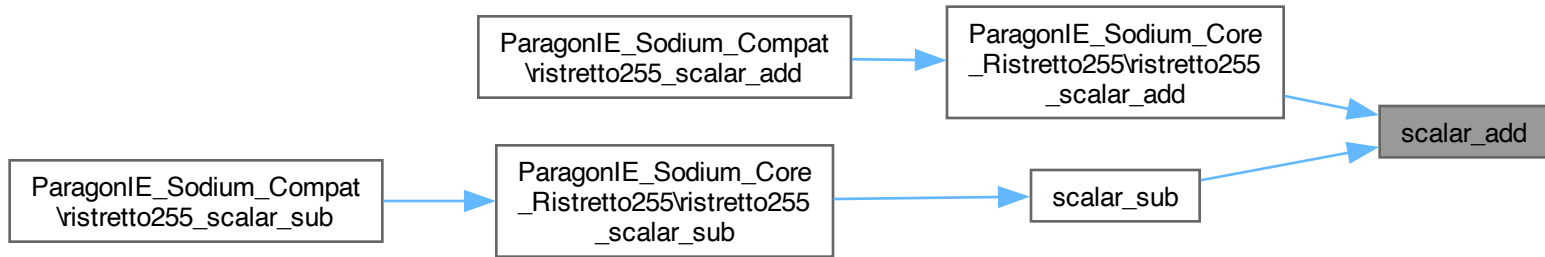 ParagonIE_Sodium_Compat
\ristretto255_scalar_add
ParagonIE_Sodium_Core
_Ristretto255\ristretto255
_scalar_add
scalar_add
ParagonIE_Sodium_Compat
\ristretto255_scalar_sub
ParagonIE_Sodium_Core
_Ristretto255\ristretto255
_scalar_sub
scalar_sub